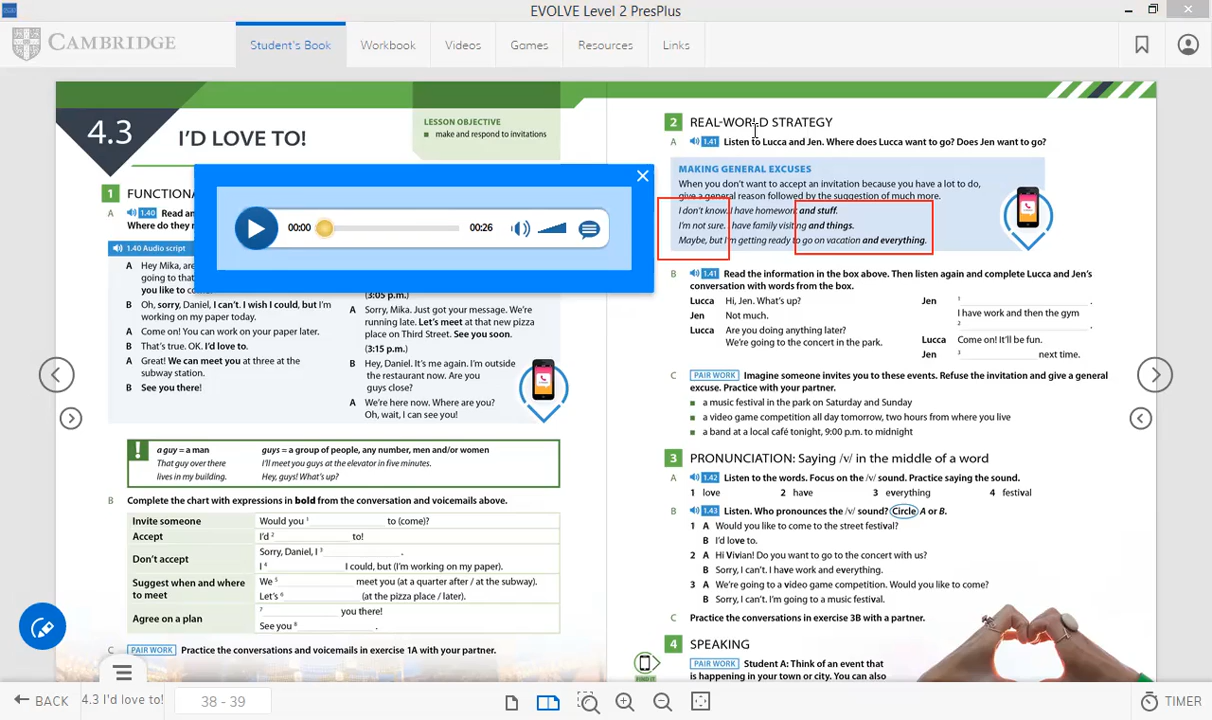 EVOLVE Level 2 PresPlus
CAMBRIDGE
Student's Book
Workbook
Videos
Games
Resources
Links
4.3
I'D LOVE TO!
LESSON OBJECTIVE
make and respond to invitations
1 FUNCTIONA
A 1.40 Read an
Where do they r
1.40 Audio script
A Hey Mika, are
going to that
you like to co
B Oh, sorry, Daniel, I can't. I wish I could, but I'm
working on my paper today.
A Come on! You can work on your paper later.
B That's true. OK. I'd love to.
A Great! We can meet you at three at the
subway station.
B See you there!
(3:05 p.m.)
A Sorry, Mika. Just got your message. We're
running late. Let's meet at that new pizza
place on Third Street. See you soon.
(3:15 p.m.)
B Hey, Daniel. It's me again. I'm outside
the restaurant now. Are you
guys close?
A We're here now. Where are you?
Oh, wait, I can see you!
00:00
00:26
! a guy = a man
That guy over there
lives in my building.
guys = a group of people, any number, men and/or women
I'll meet you guys at the elevator in five minutes.
Hey, guys! What's up?
B Complete the chart with expressions in bold from the conversation and voicemails above.
Invite someone Would you 1 to (come)?
Accept I'd 2 to!
Don't accept Sorry, Daniel, I 3 .
I 4 I could, but (I'm working on my paper).
Suggest when and where
to meet
We 5 meet you (at a quarter after / at the subway).
Let's 6 (at the pizza place / later).
Agree on a plan 7 you there!
See you 8 .
C PAIR WORK Practice the conversations and voicemails in exercise 1A with your partner.
2 REAL-WORLD STRATEGY
A 1.41 Listen to Lucca and Jen. Where does Lucca want to go? Does Jen want to go?
MAKING GENERAL EXCUSES
When you don't want to accept an invitation because you have a lot to do,
give a general reason followed by the suggestion of much more.
I don't know. I have homework and stuff.
I'm not sure. I have family visiting and things.
Maybe, but I'm getting ready to go on vacation and everything.
B 1.41 Read the information in the box above. Then listen again and complete Lucca and Jen's
conversation with words from the box.
Lucca Hi, Jen. What's up?
Jen Not much.
Lucca Are you doing anything later?
We're going to the concert in the park.
Jen 1 .
I have work and then the gym
2 .
Lucca Come on! It'll be fun.
Jen 3 next time.
C PAIR WORK Imagine someone invites you to these events. Refuse the invitation and give a general
excuse. Practice with your partner.
a music festival in the park on Saturday and Sunday
a video game competition all day tomorrow, two hours from where you live
a band at a local café tonight, 9:00 p.m. to midnight
3 PRONUNCIATION: Saying /v/ in the middle of a word
A 1.42 Listen to the words. Focus on the /v/ sound. Practice saying the sound.
1 love 2 have 3 everything 4 festival
B 1.43 Listen. Who pronounces the /v/ sound? Circle A or B.
1 A Would you like to come to the street festival?
B I'd love to.
2 A Hi Vivian! Do you want to go to the concert with us?
B Sorry, I can't. I have work and everything.
3 A We're going to a video game competition. Would you like to come?
B Sorry, I can't. I'm going to a music festival.
C Practice the conversations in exercise 3B with a partner.
4 SPEAKING
PAIR WORK Student A: Think of an event that
is happening in your town or city. You can also
FIND IT
BACK
4.3 I'd love to!
38 - 39
TIMER